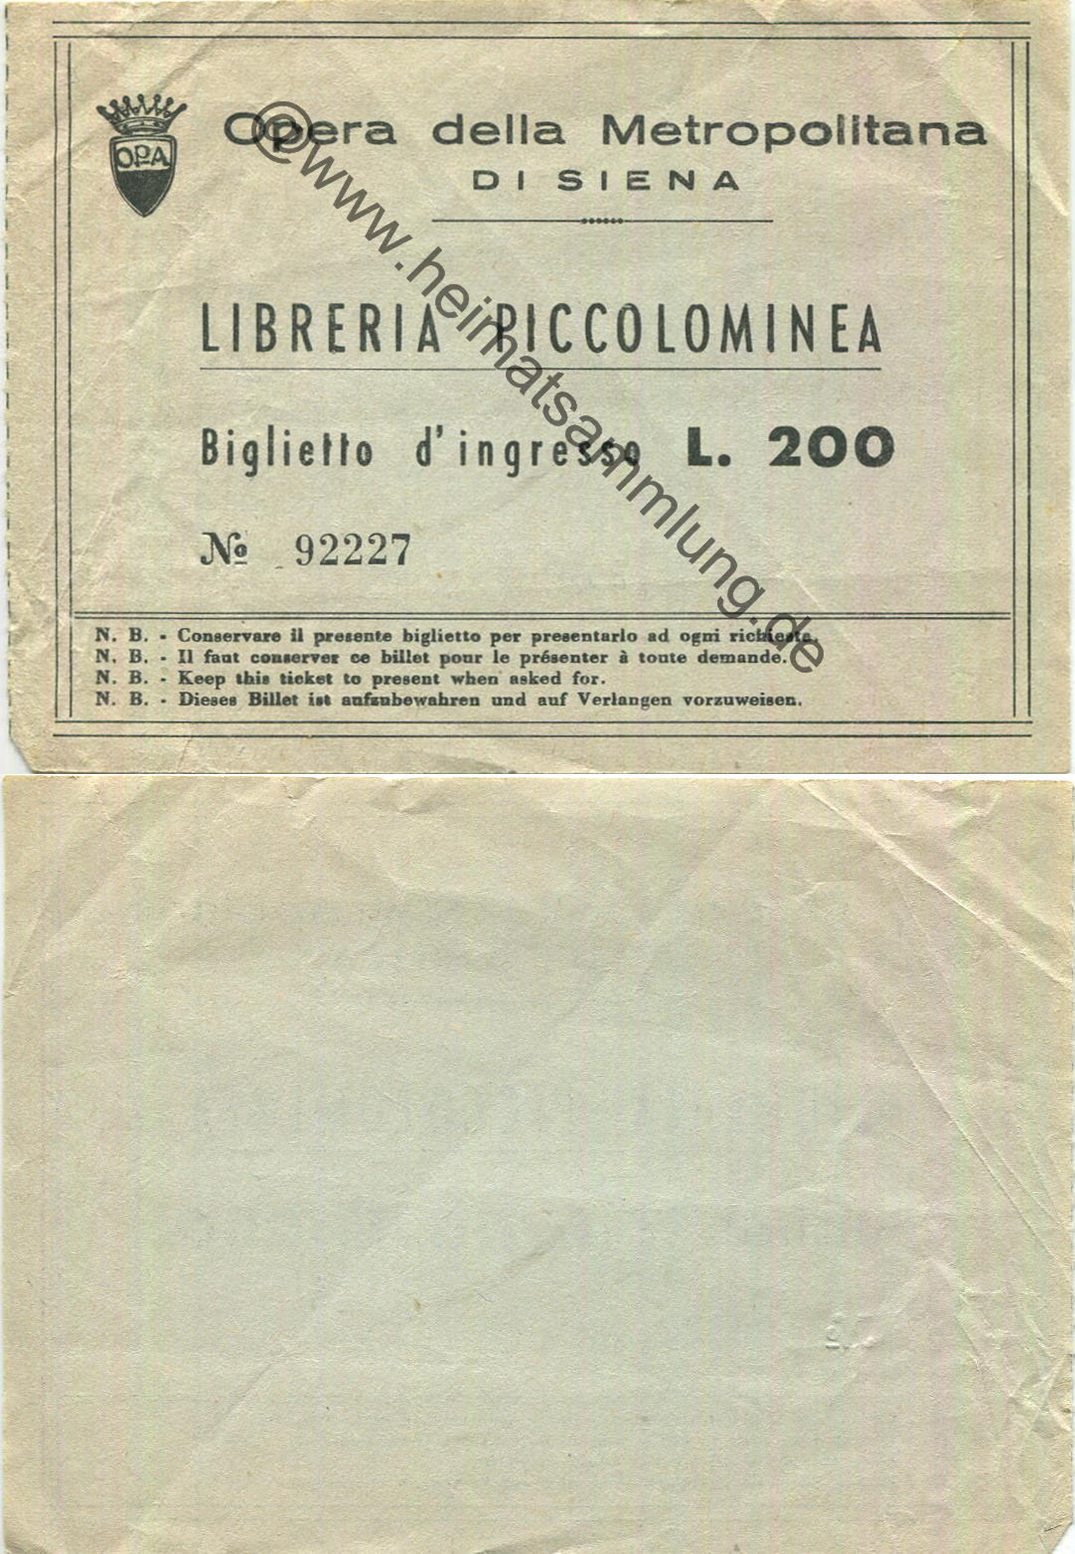 OPA
Opera della Metropolitana
DI SIENA
LIBRERIA PICCOLOMINEA
Biglietto d'ingresso L. 200
№ 92227
N. B. - Conservare il presente biglietto per presentarlo ad ogni richiesta.
N. B. - Il faut conserver ce billet pour le présenter à toute demande.
N. B. - Keep this ticket to present when asked for.
N. B. - Dieses Billet ist aufzubewahren und auf Verlangen vorzuweisen.
©www.heimatsammlung.de